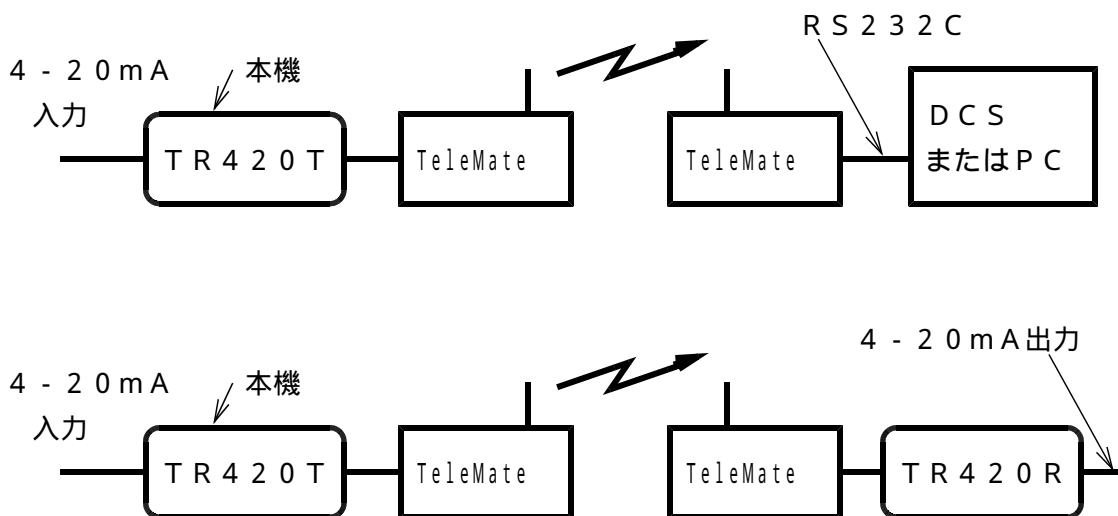 RS232C
4-20mA
入力
本機
TR420T
TeleMate
TeleMate
DCS
またはPC
4-20mA出力
4-20mA
入力
本機
TR420T
TeleMate
TeleMate
TR420R